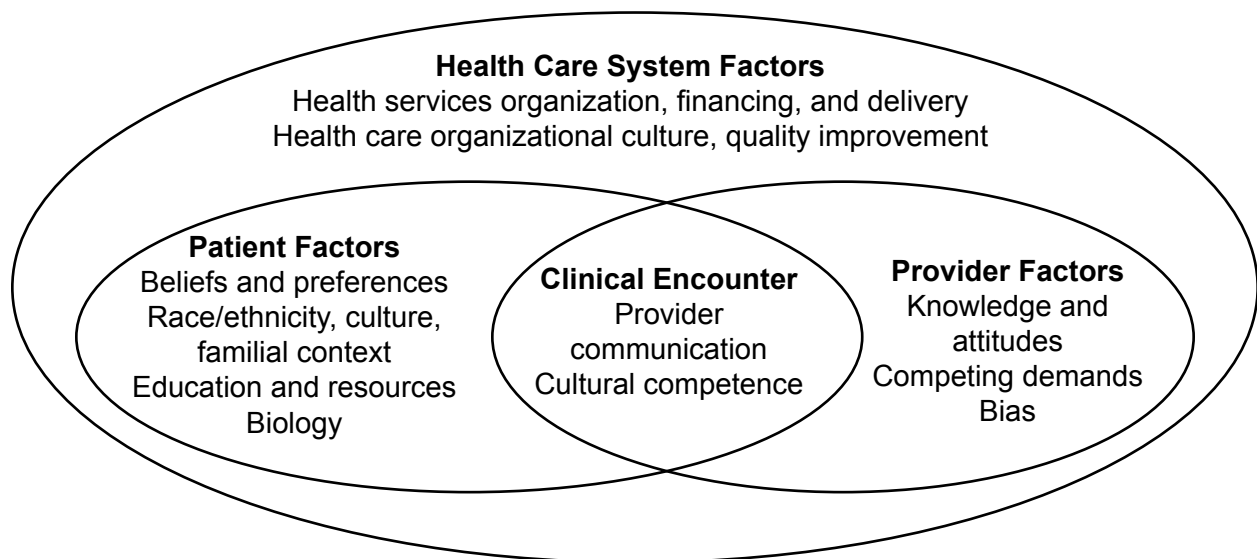 Health Care System Factors
Health services organization, financing, and delivery
Health care organizational culture, quality improvement
Patient Factors
Beliefs and preferences
Race/ethnicity, culture,
familial context
Education and resources
Biology
Clinical Encounter
Provider
communication
Cultural competence
Provider Factors
Knowledge and
attitudes
Competing demands
Bias